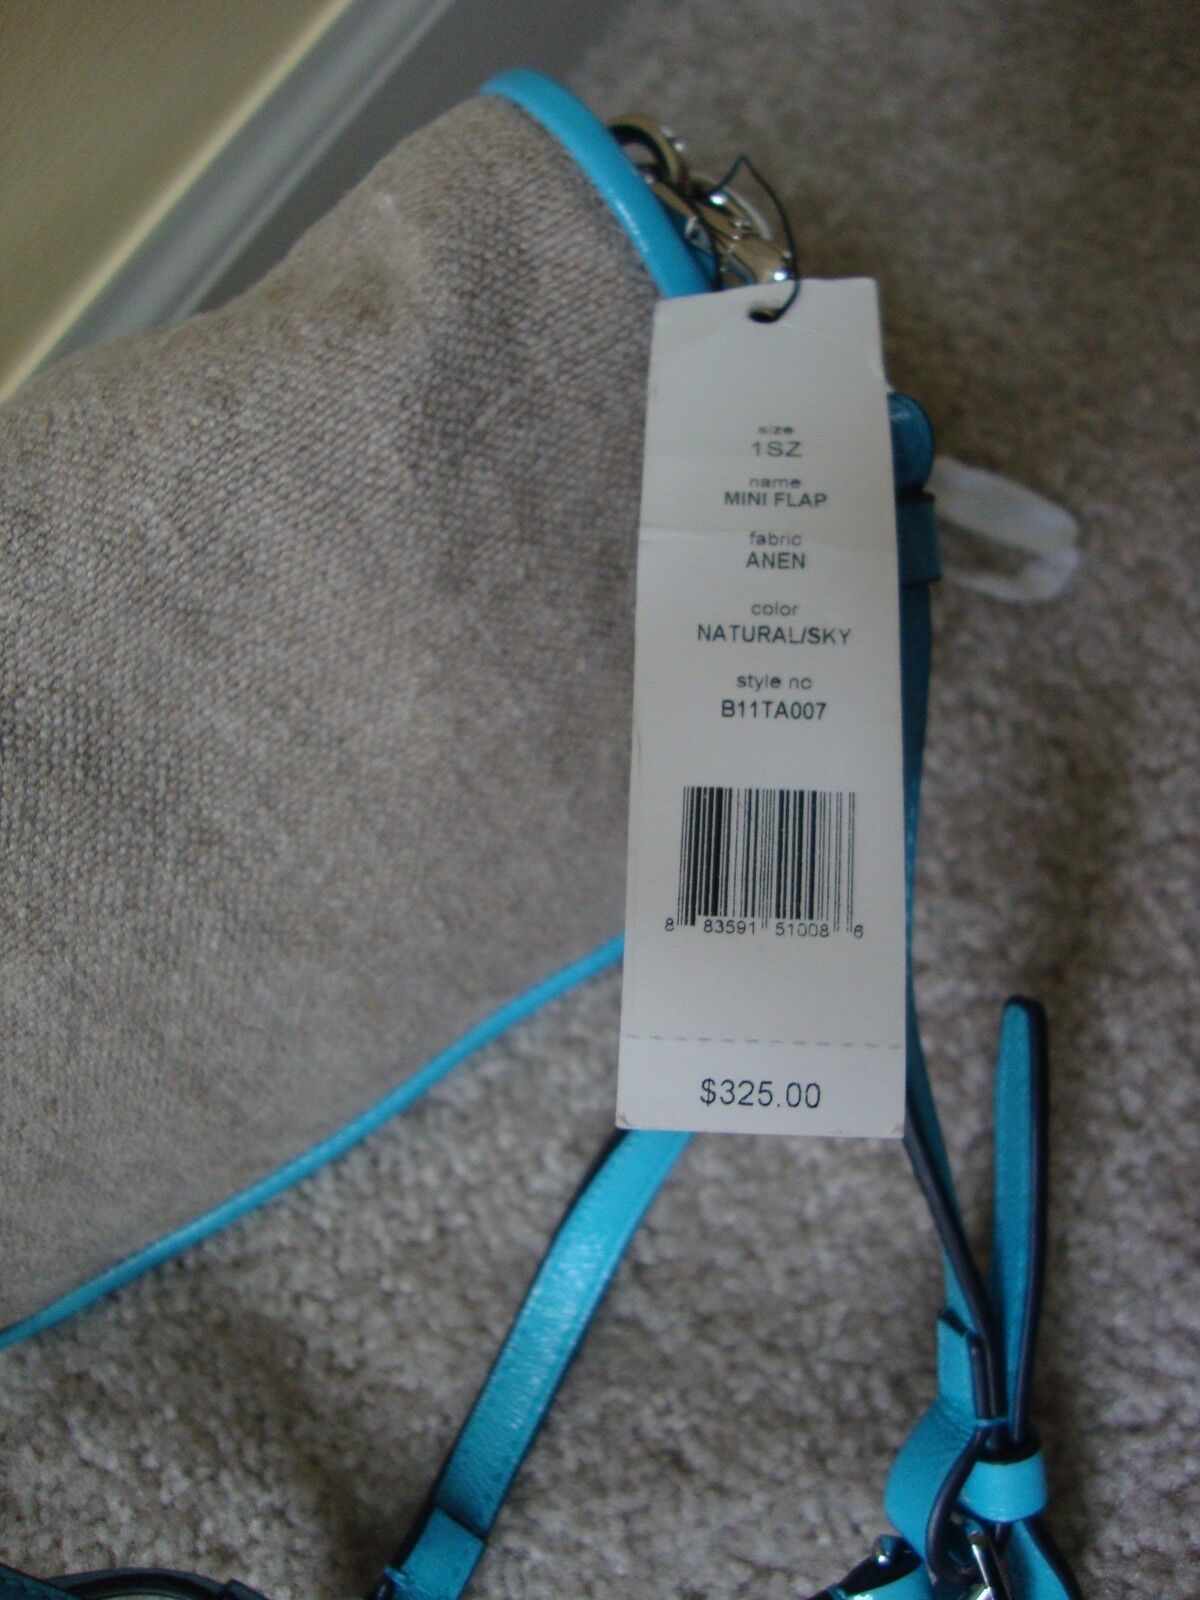 size
1SZ
name
MINI FLAP
fabric
ANEN
color
NATURAL/SKY
style no
B11TA007
8 83591 51008 6
$325.00